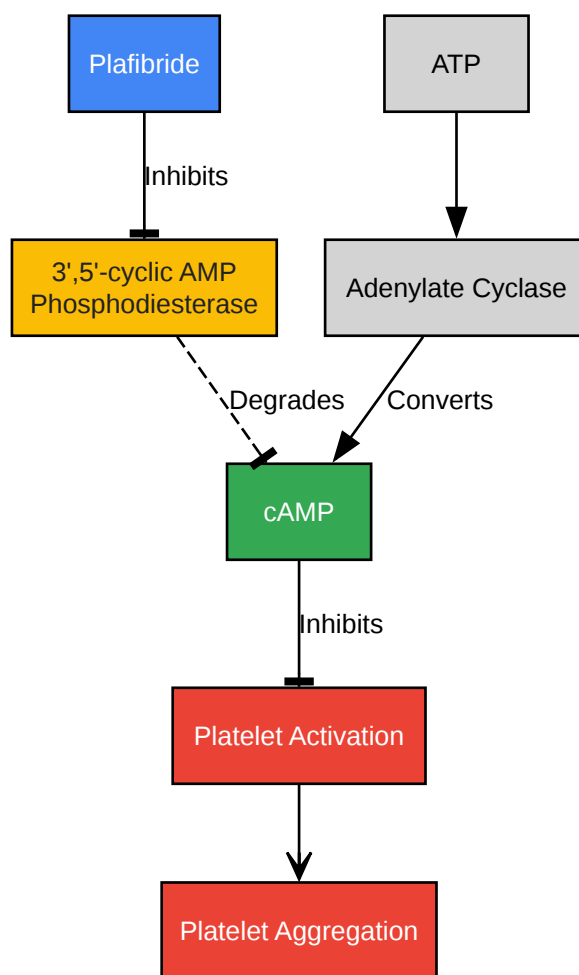 Plafibride
ATP
Inhibits
3',5'-cyclic AMP
Phosphodiesterase
Adenylate Cyclase
Degrades
Converts
cAMP
Inhibits
Platelet Activation
Platelet Aggregation